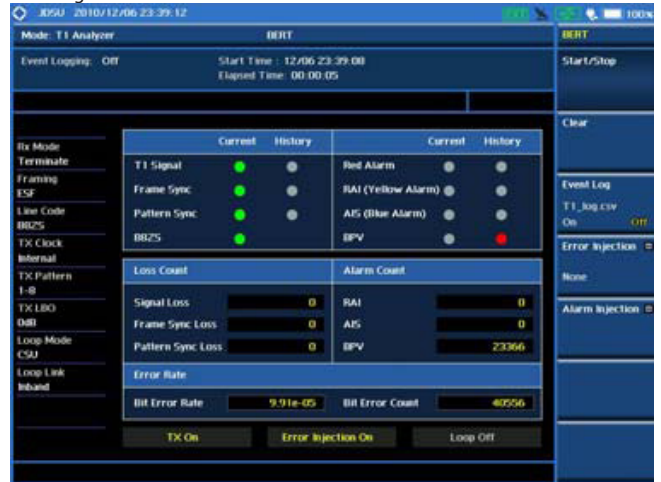 JDSU 2010/12/06 23:39:12
100%
Mode: T1 Analyzer BERT
BERT
Event Logging: Off
Start Time : 12/06 23:39:00
Elapsed Time: 00:00:05
Start/Stop
Clear
Event Log
T1_log.csv
On Off
Error Injection
None
Alarm Injection
Rx Mode
Terminate
Framing
ESF
Line Code
B8ZS
TX Clock
Internal
TX Pattern
1-8
TX LBO
0dB
Loop Mode
CSU
Loop Link
Inband
Current History Current History
T1 Signal Red Alarm
Frame Sync RAI (Yellow Alarm)
Pattern Sync AIS (Blue Alarm)
B8ZS BPV
Loss Count Alarm Count
Signal Loss 0 RAI 0
Frame Sync Loss 0 AIS 0
Pattern Sync Loss 0 BPV 23366
Error Rate
Bit Error Rate 9.91e-05 Bit Error Count 40556
TX On Error Injection On Loop Off